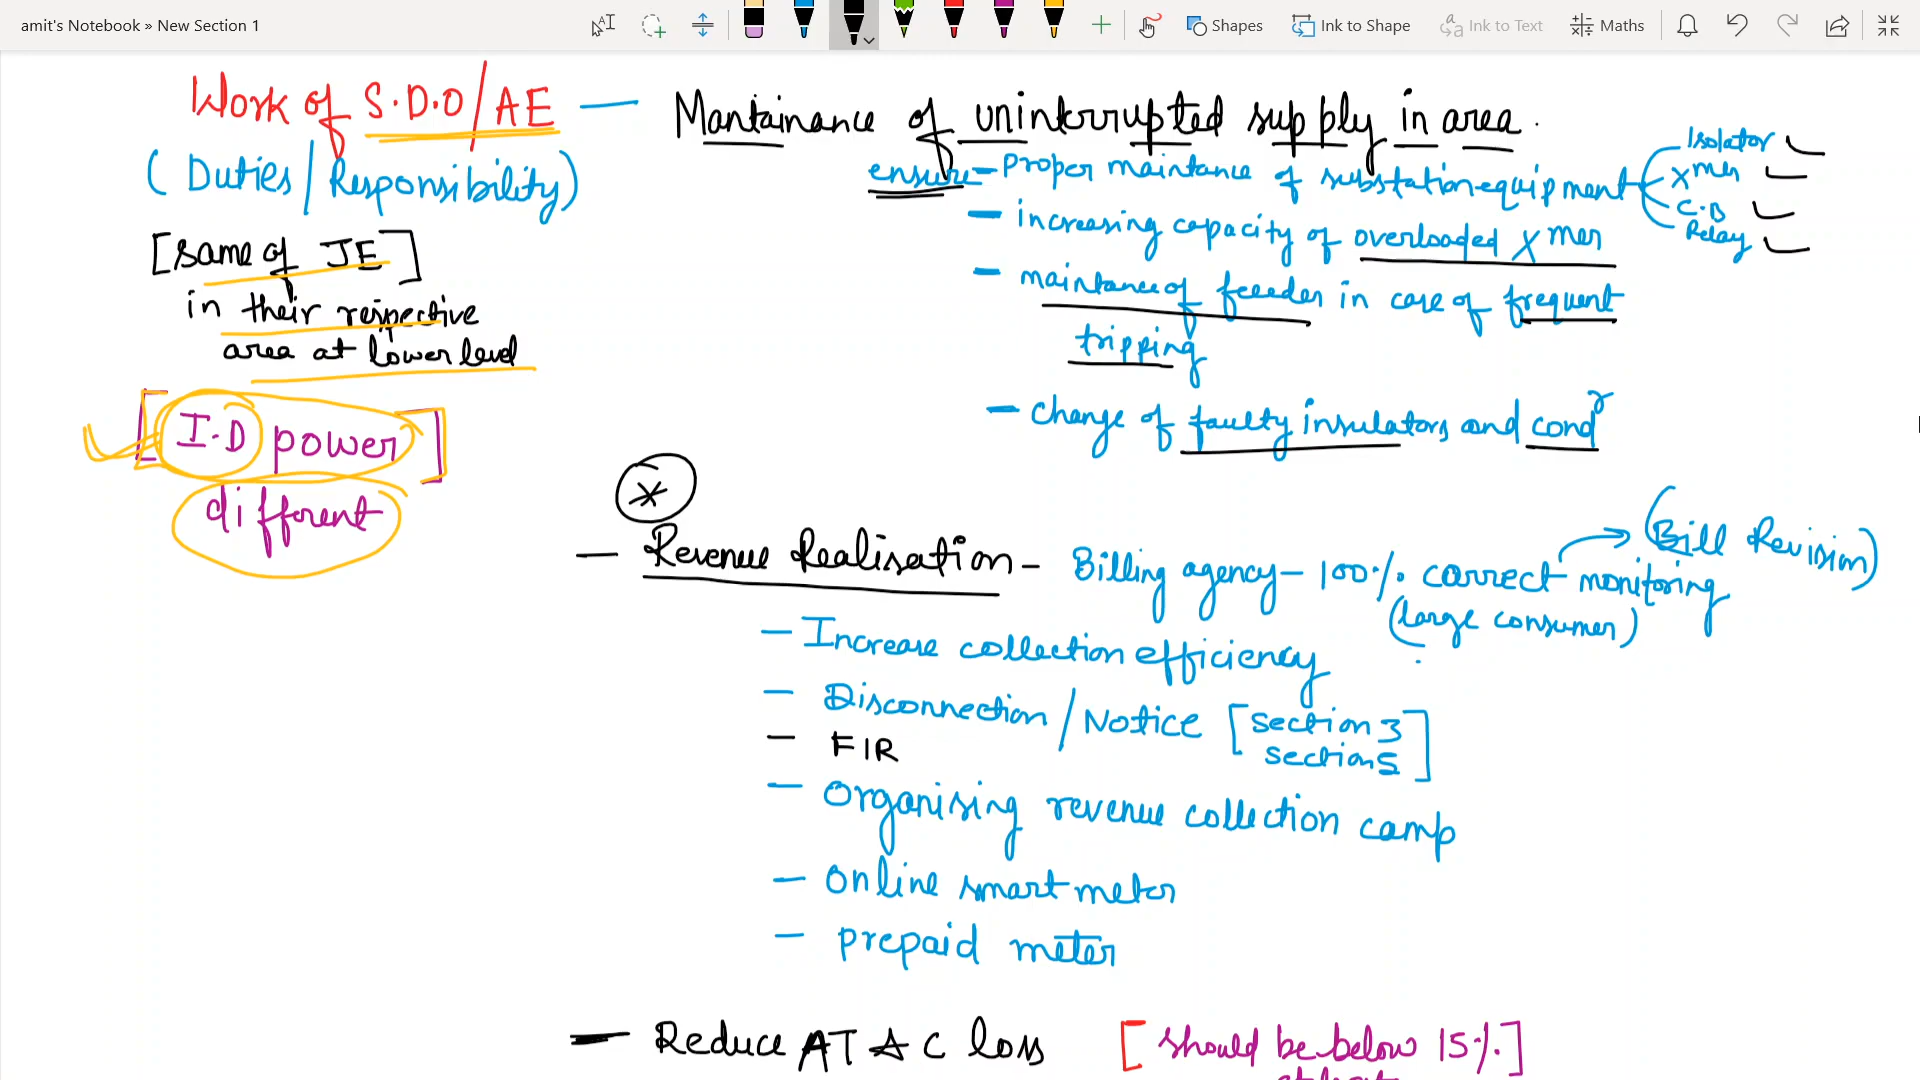 amit's Notebook » New Section 1
Shapes
Ink to Shape
Ink to Text
Maths
Work of S.D.O/AE — Mantainance of uninterrupted supply in area.
(Duties/Responsibility)
[same of JE]
in their respective
area at lower level
[I.D power]
different
ensure - Proper maintance of substation equipment
Isolator
Xmer
C.B
Relay
- increasing capacity of overloaded Xmer
- maintance of feeder in case of frequent
tripping
- change of faulty insulators and condr
*
- Revenue Realisation - Billing agency - 100% correct monitoring
(Bill Revision)
(large consumer)
- Increase collection efficiency
- Disconnection / Notice [section 3
section 5]
- FIR
- Organising revenue collection camp
- Online smart meter
- prepaid meter
- Reduce AT & C loss [should be below 15%]